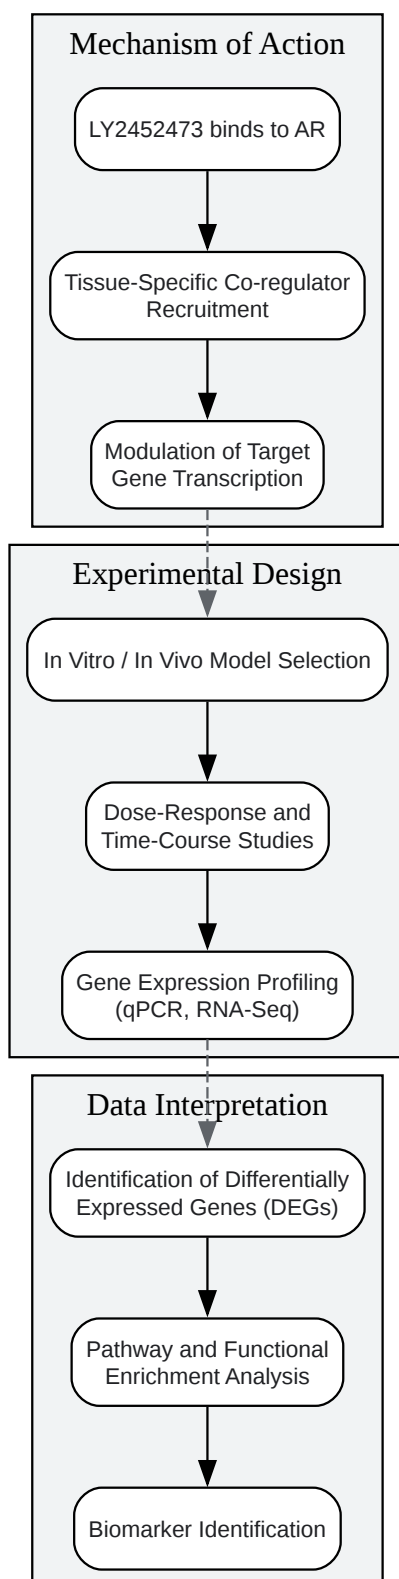 Mechanism of Action
LY2452473 binds to AR
Tissue-Specific Co-regulator
Recruitment
Modulation of Target
Gene Transcription
Experimental Design
In Vitro / In Vivo Model Selection
Dose-Response and
Time-Course Studies
Gene Expression Profiling
(qPCR, RNA-Seq)
Data Interpretation
Identification of Differentially
Expressed Genes (DEGs)
Pathway and Functional
Enrichment Analysis
Biomarker Identification